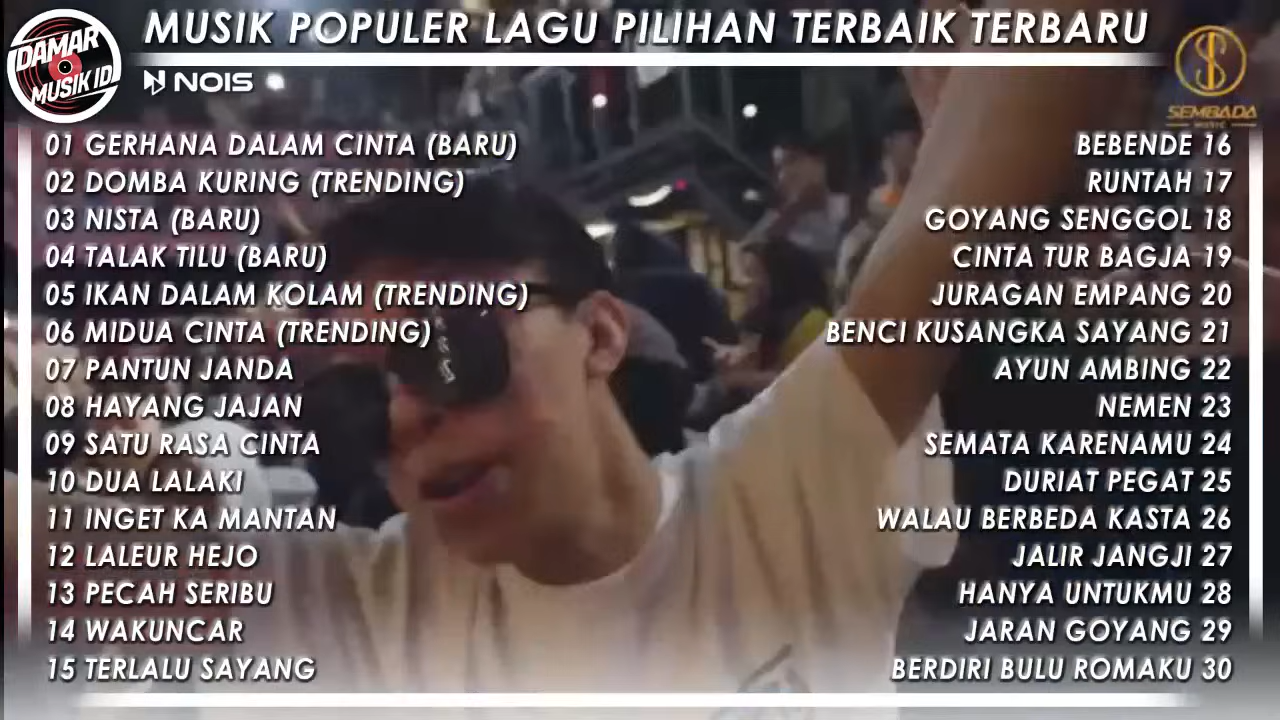 MUSIK POPULER LAGU PILIHAN TERBAIK TERBARU
DAMAR
MUSIK ID
NOIS
SEMBADA
MUSIC
01 GERHANA DALAM CINTA (BARU)
02 DOMBA KURING (TRENDING)
03 NISTA (BARU)
04 TALAK TILU (BARU)
05 IKAN DALAM KOLAM (TRENDING)
06 MIDUA CINTA (TRENDING)
07 PANTUN JANDA
08 HAYANG JAJAN
09 SATU RASA CINTA
10 DUA LALAKI
11 INGET KA MANTAN
12 LALEUR HEJO
13 PECAH SERIBU
14 WAKUNCAR
15 TERLALU SAYANG
BEBENDE 16
RUNTAH 17
GOYANG SENGGOL 18
CINTA TUR BAGJA 19
JURAGAN EMPANG 20
BENCI KUSANGKA SAYANG 21
AYUN AMBING 22
NEMEN 23
SEMATA KARENAMU 24
DURIAT PEGAT 25
WALAU BERBEDA KASTA 26
JALIR JANGJI 27
HANYA UNTUKMU 28
JARAN GOYANG 29
BERDIRI BULU ROMAKU 30